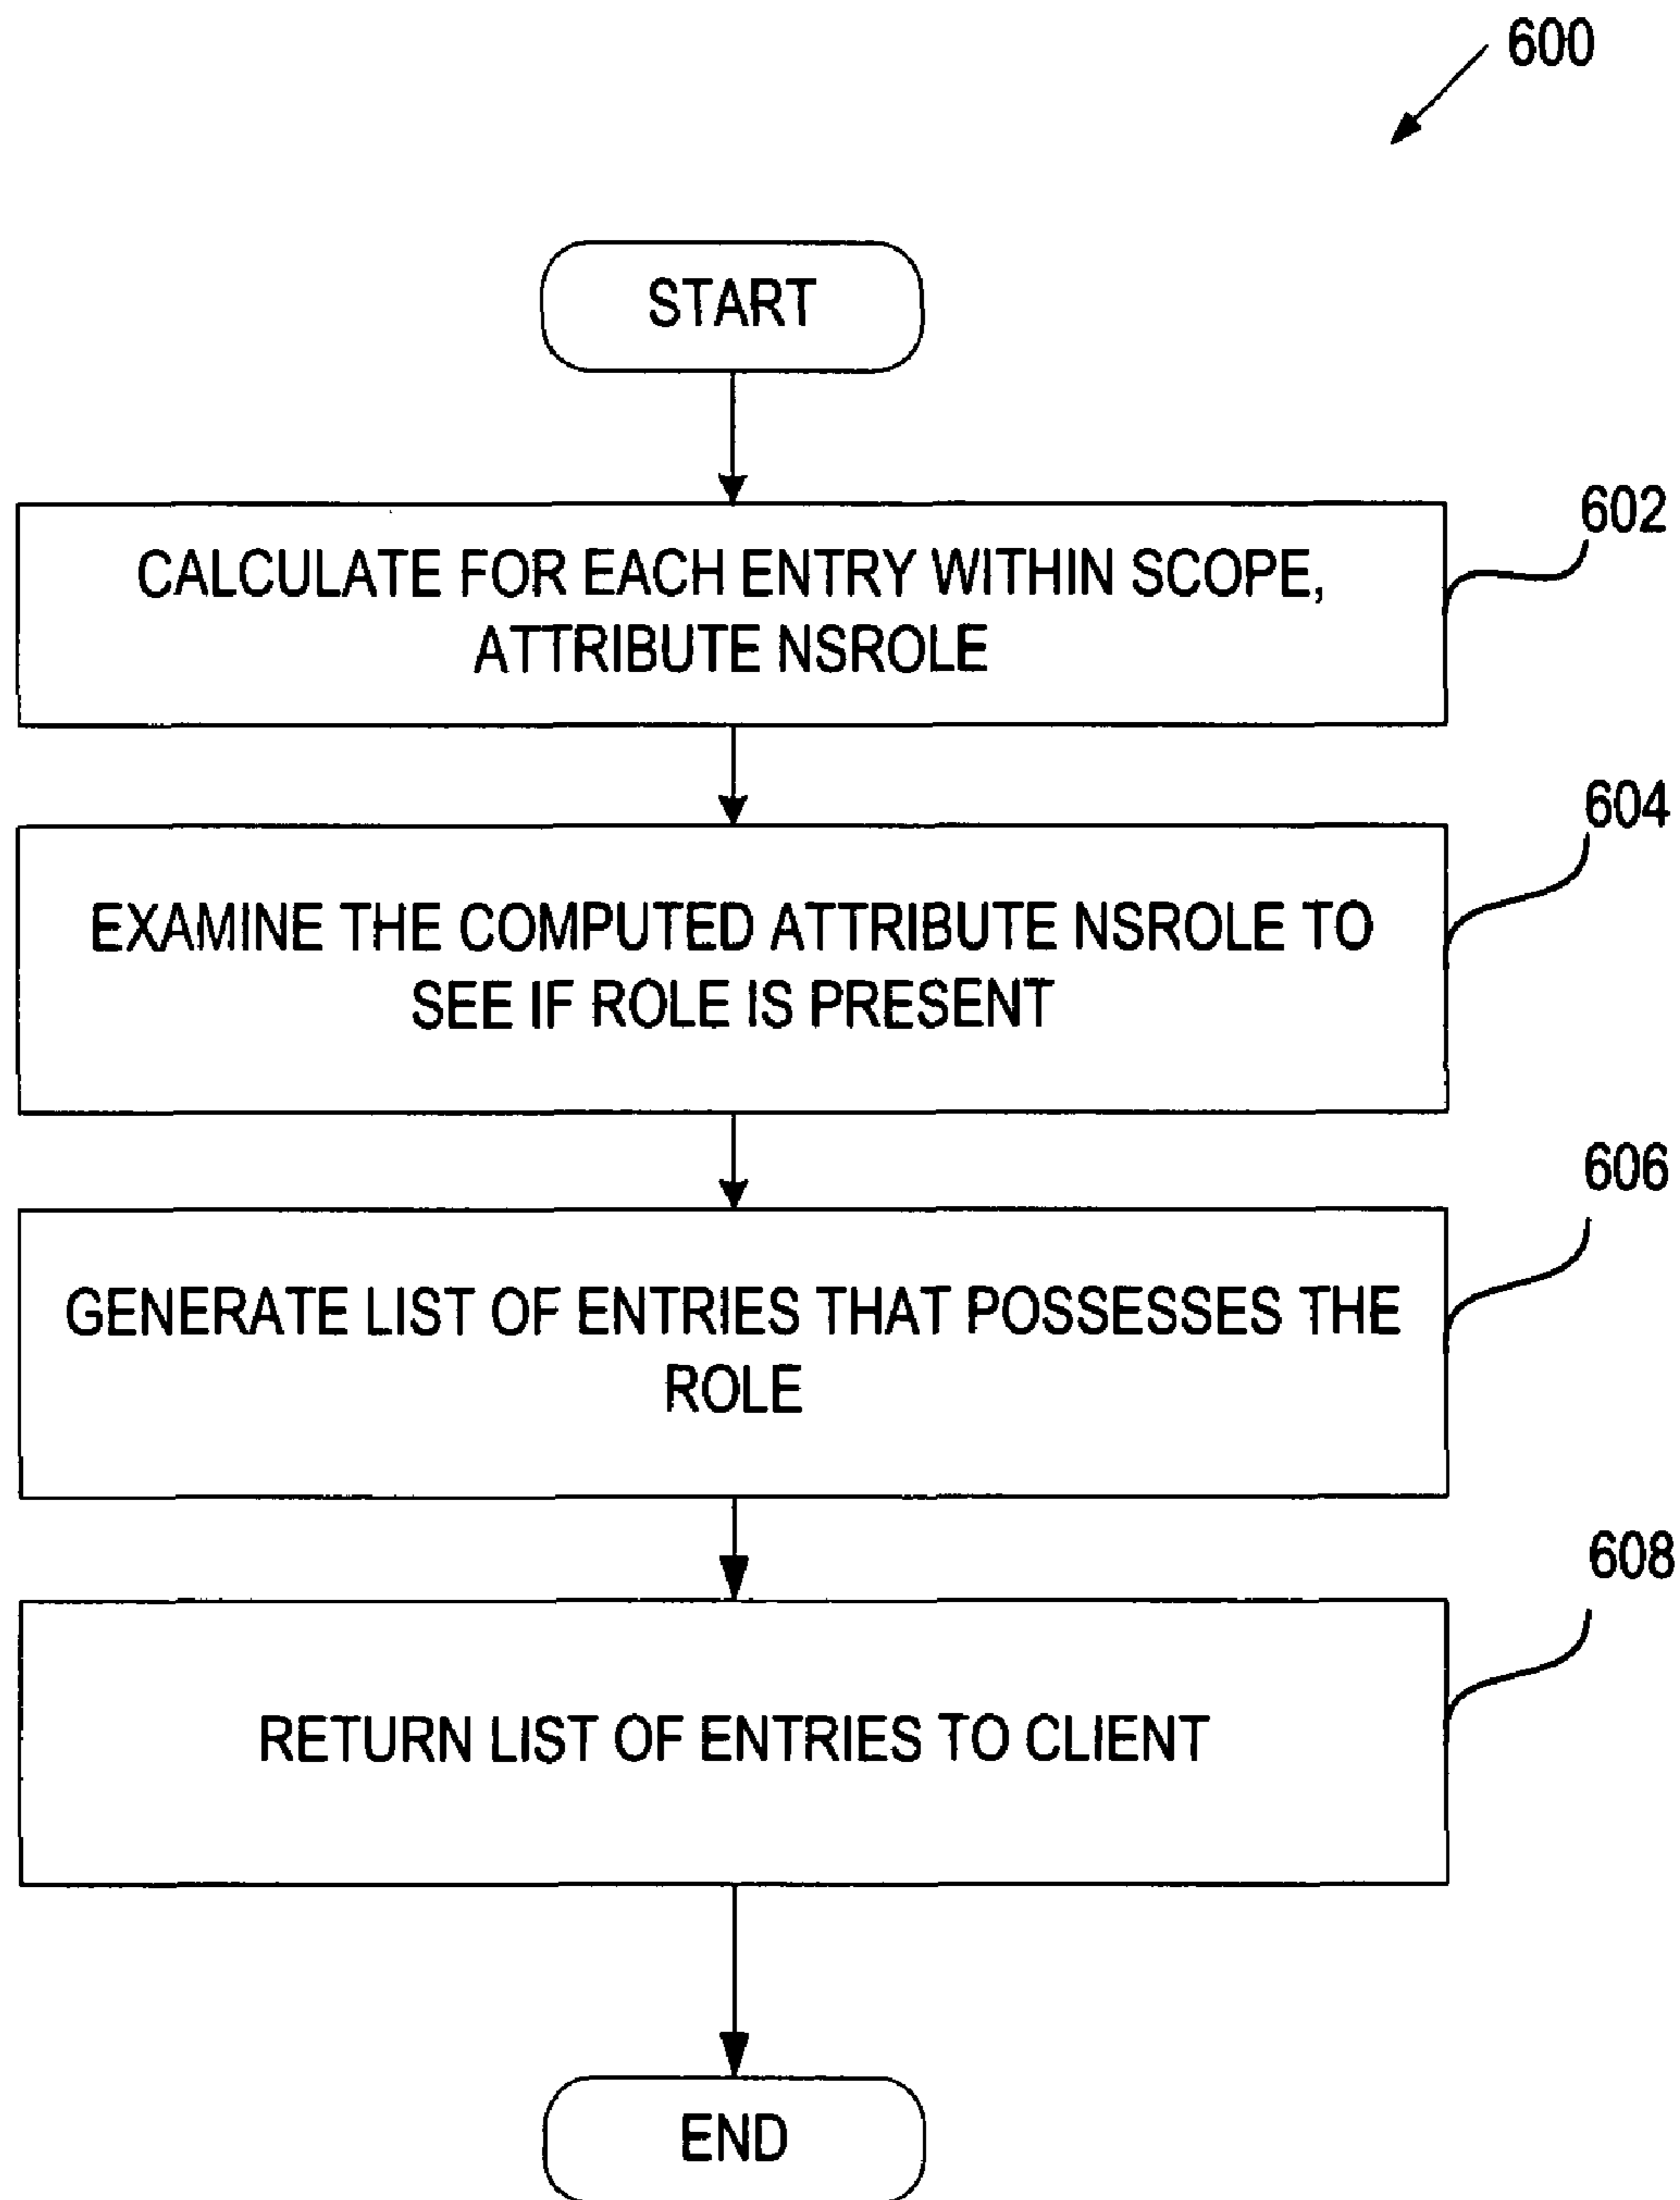 600
START
602
CALCULATE FOR EACH ENTRY WITHIN SCOPE,
ATTRIBUTE NSROLE
604
EXAMINE THE COMPUTED ATTRIBUTE NSROLE TO
SEE IF ROLE IS PRESENT
606
GENERATE LIST OF ENTRIES THAT POSSESSES THE
ROLE
608
RETURN LIST OF ENTRIES TO CLIENT
END